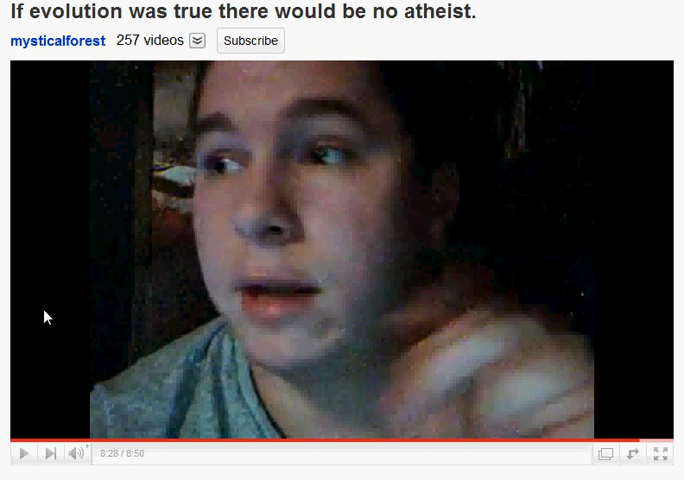 If evolution was true there would be no atheist.
mysticalforest 257 videos Subscribe
8:28 / 8:50